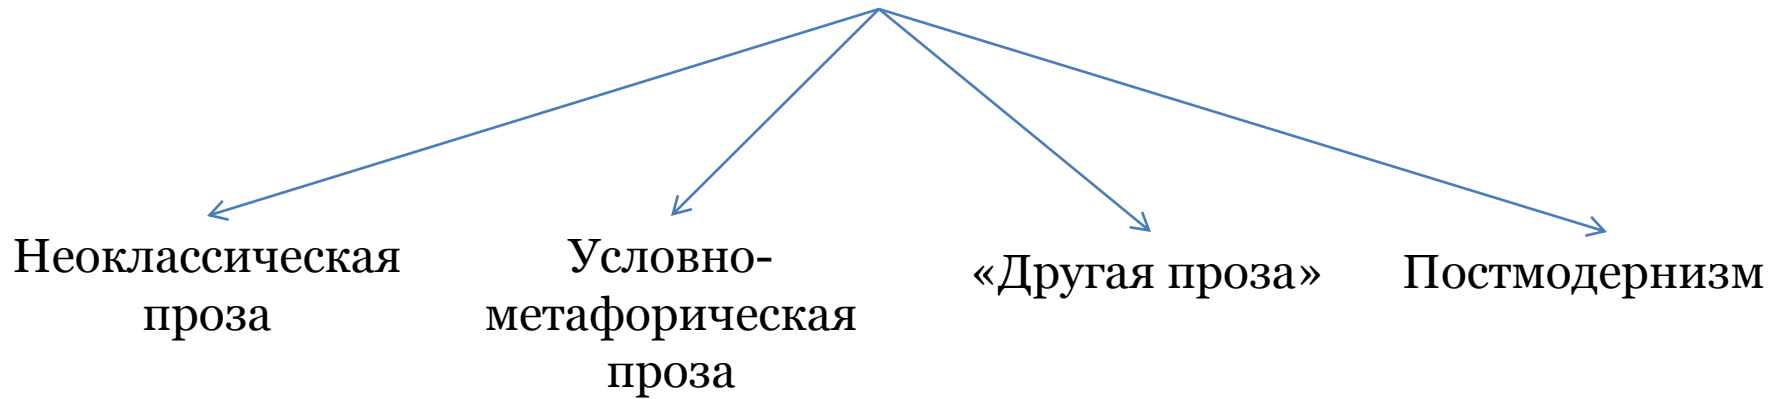 Неоклассическая
проза
Условно-
метафорическая
проза
«Другая проза»
Постмодернизм